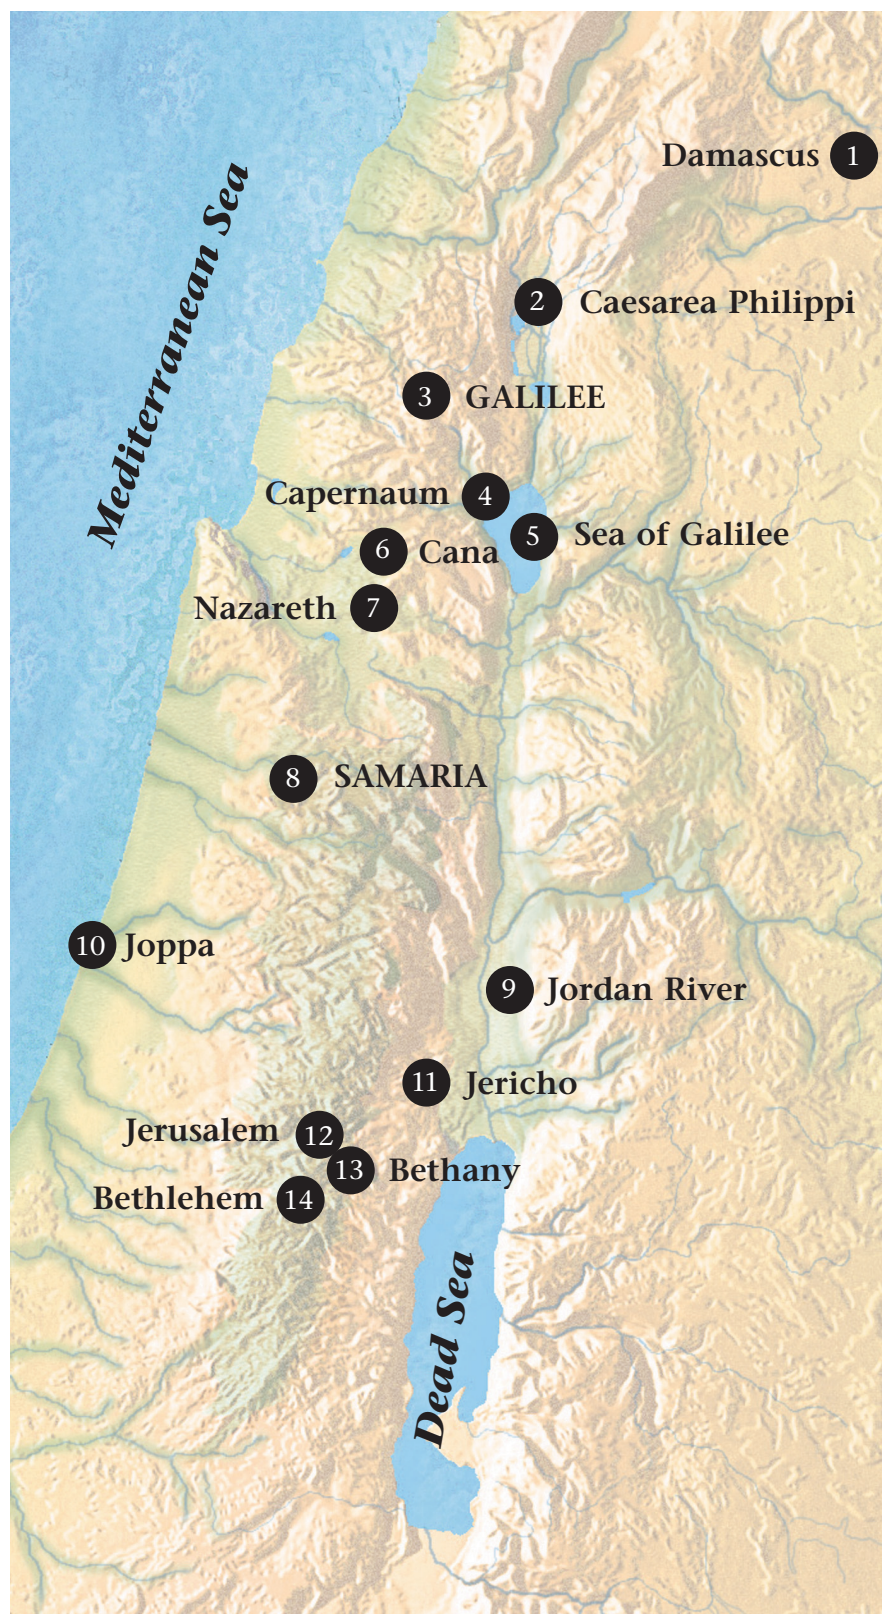 Damascus 1
2 Caesarea Philippi
Mediterranean Sea
3 GALILEE
Capernaum 4
5 Sea of Galilee
6 Cana
Nazareth 7
8 SAMARIA
10 Joppa
9 Jordan River
11 Jericho
Jerusalem 12
13 Bethany
Bethlehem 14
Dead Sea